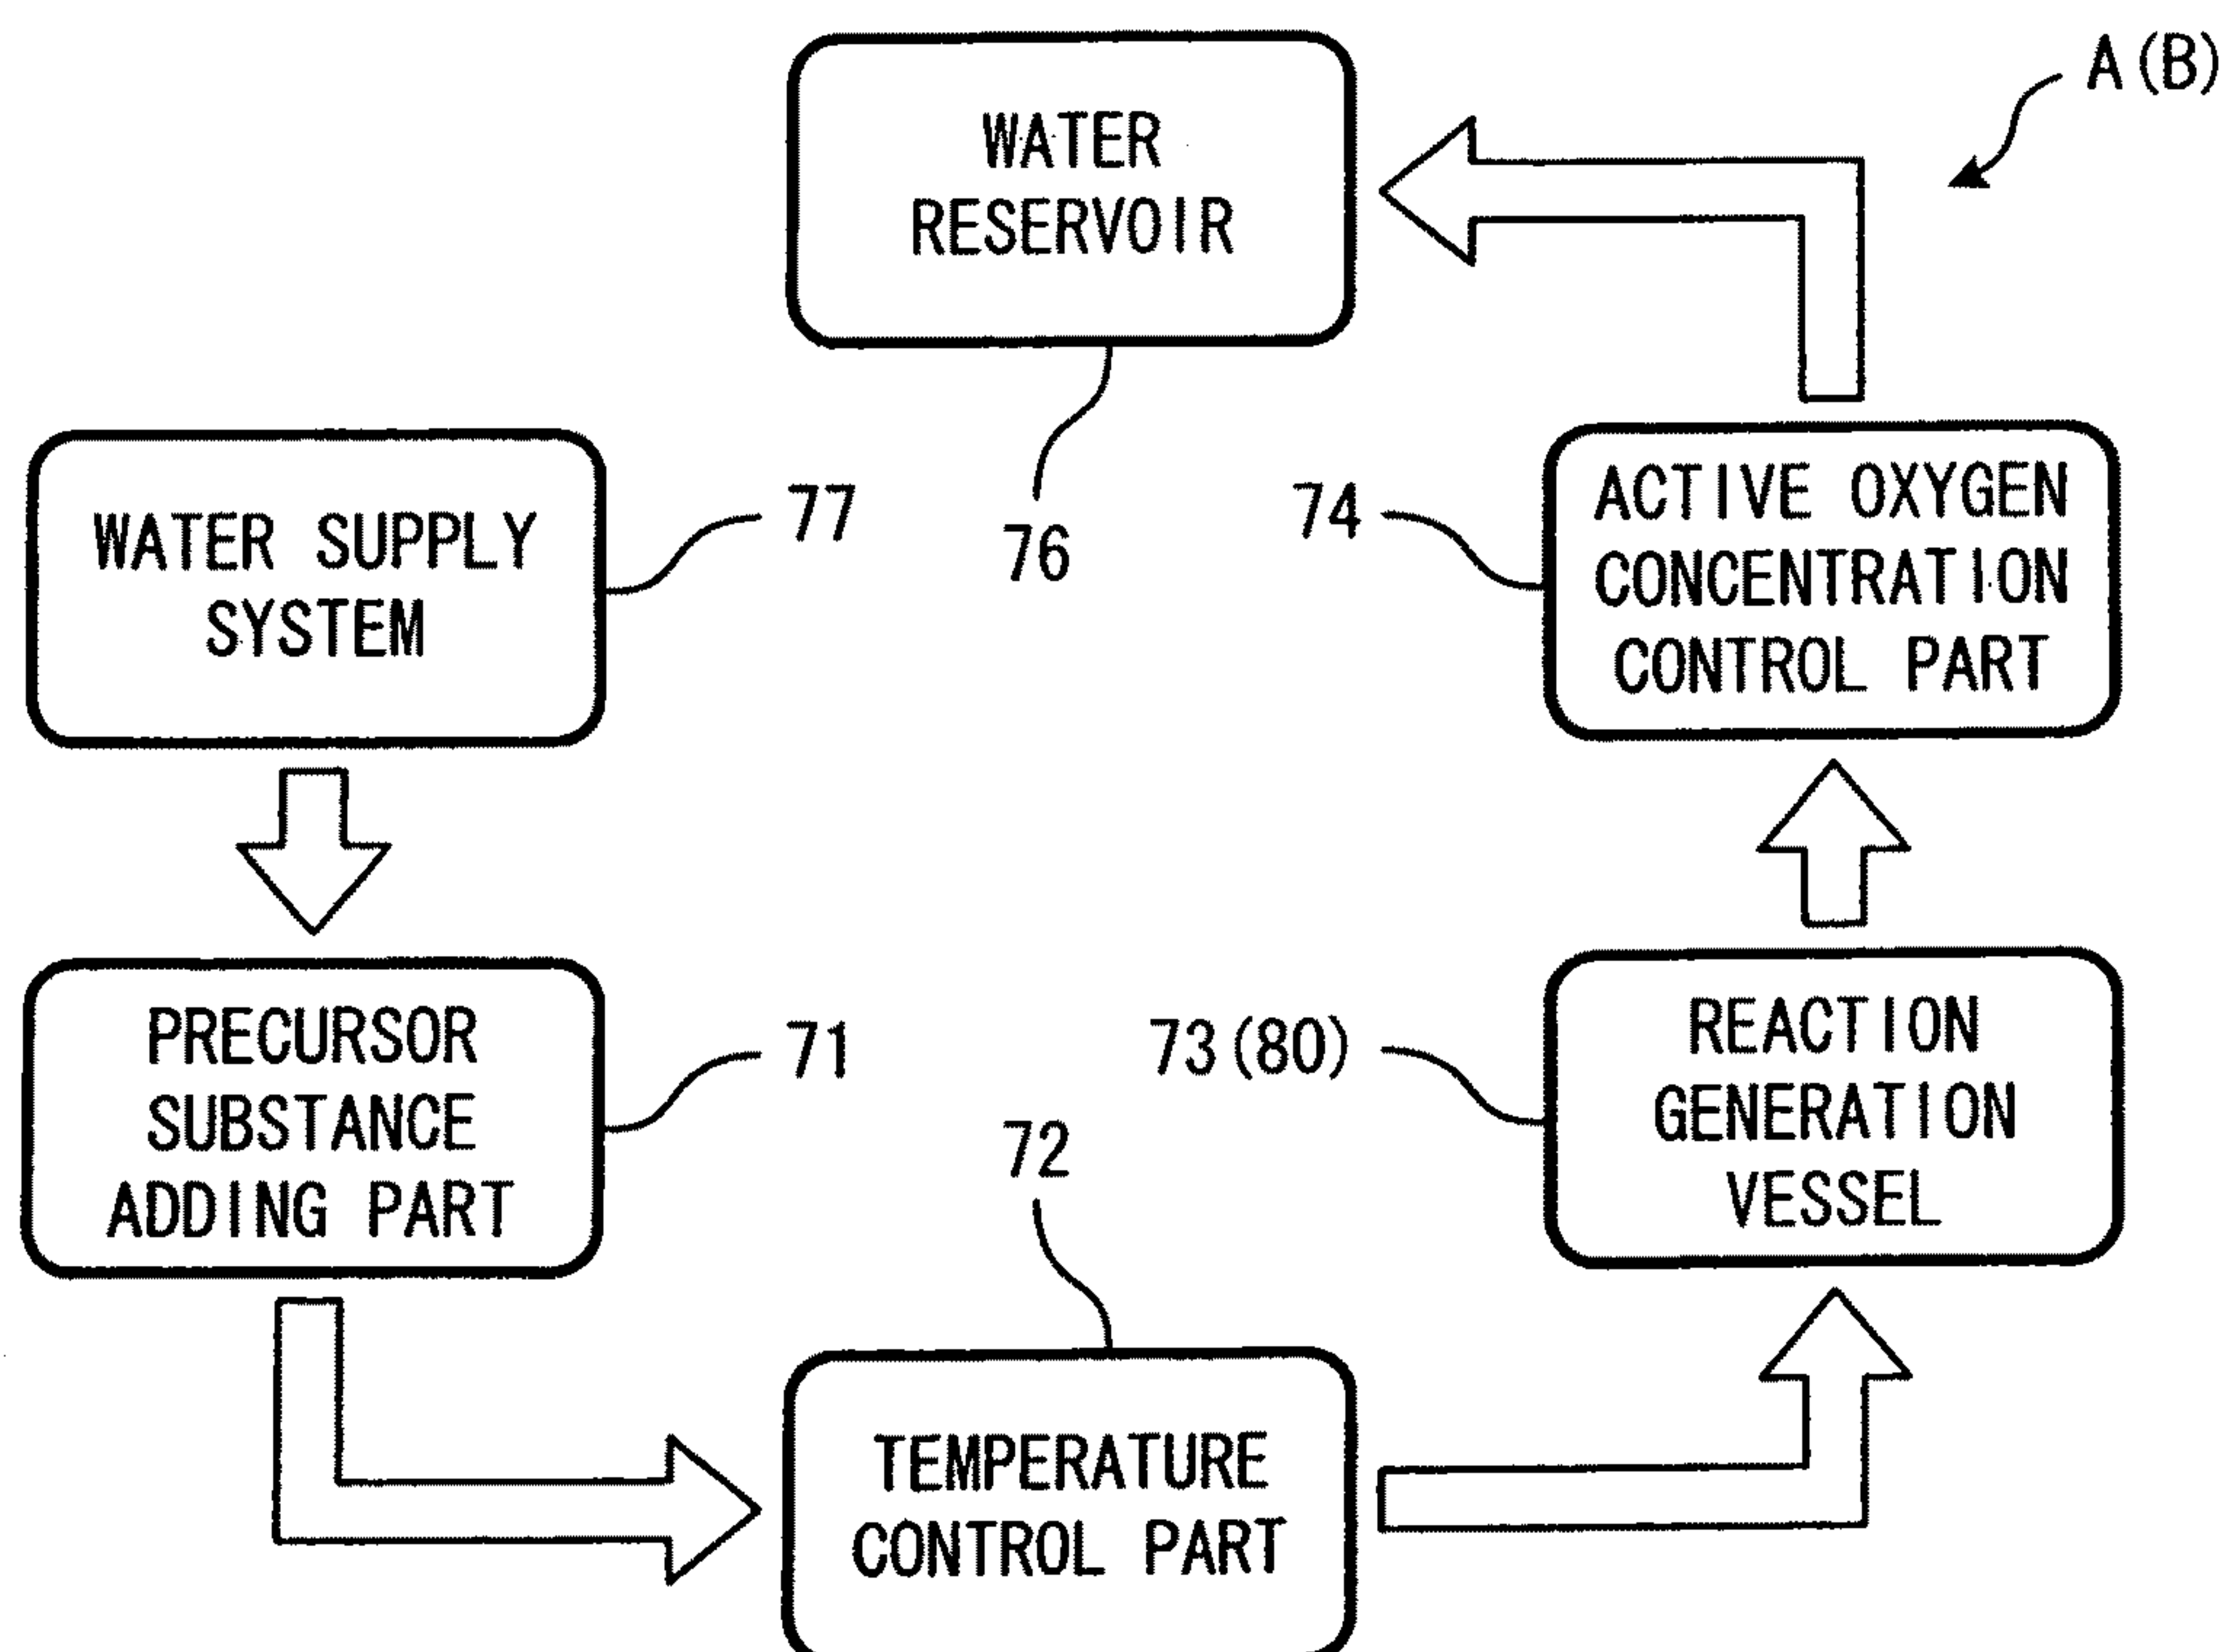 A(B)
WATER
RESERVOIR
76
WATER SUPPLY
SYSTEM
77
74
ACTIVE OXYGEN
CONCENTRATION
CONTROL PART
PRECURSOR
SUBSTANCE
ADDING PART
71
73(80)
REACTION
GENERATION
VESSEL
72
TEMPERATURE
CONTROL PART